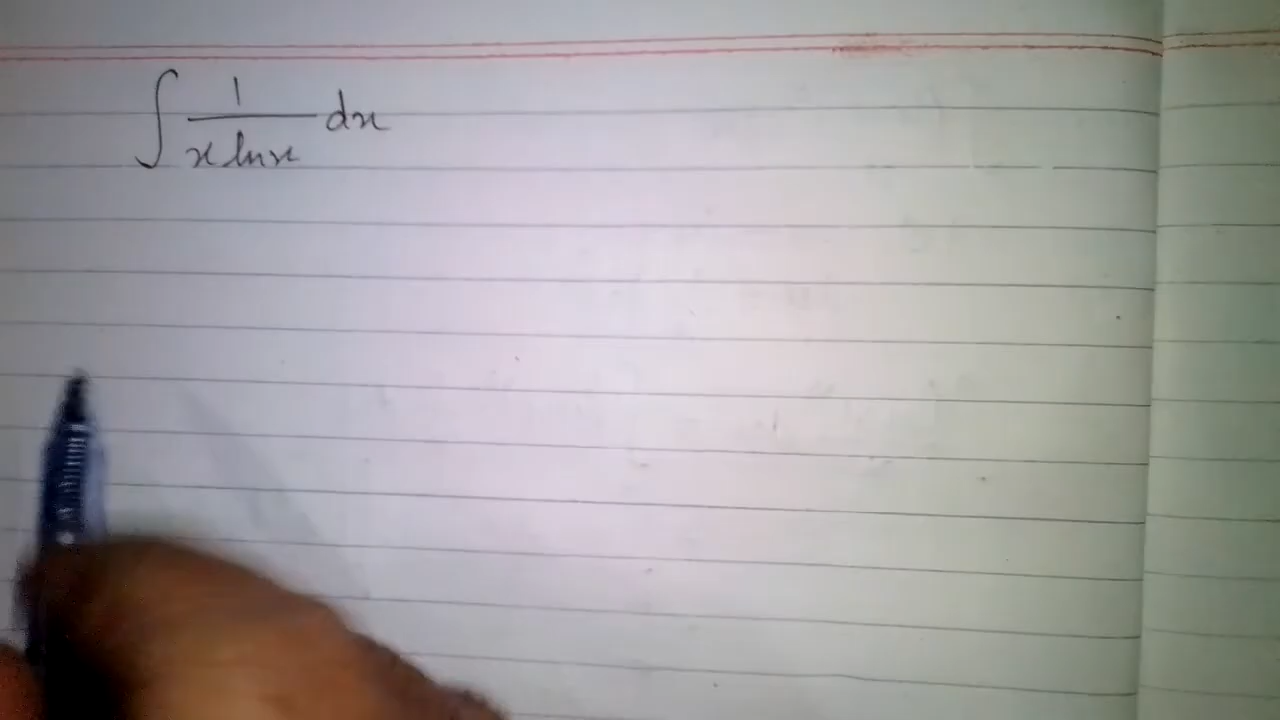 ∫ 1/(x ln x) dx